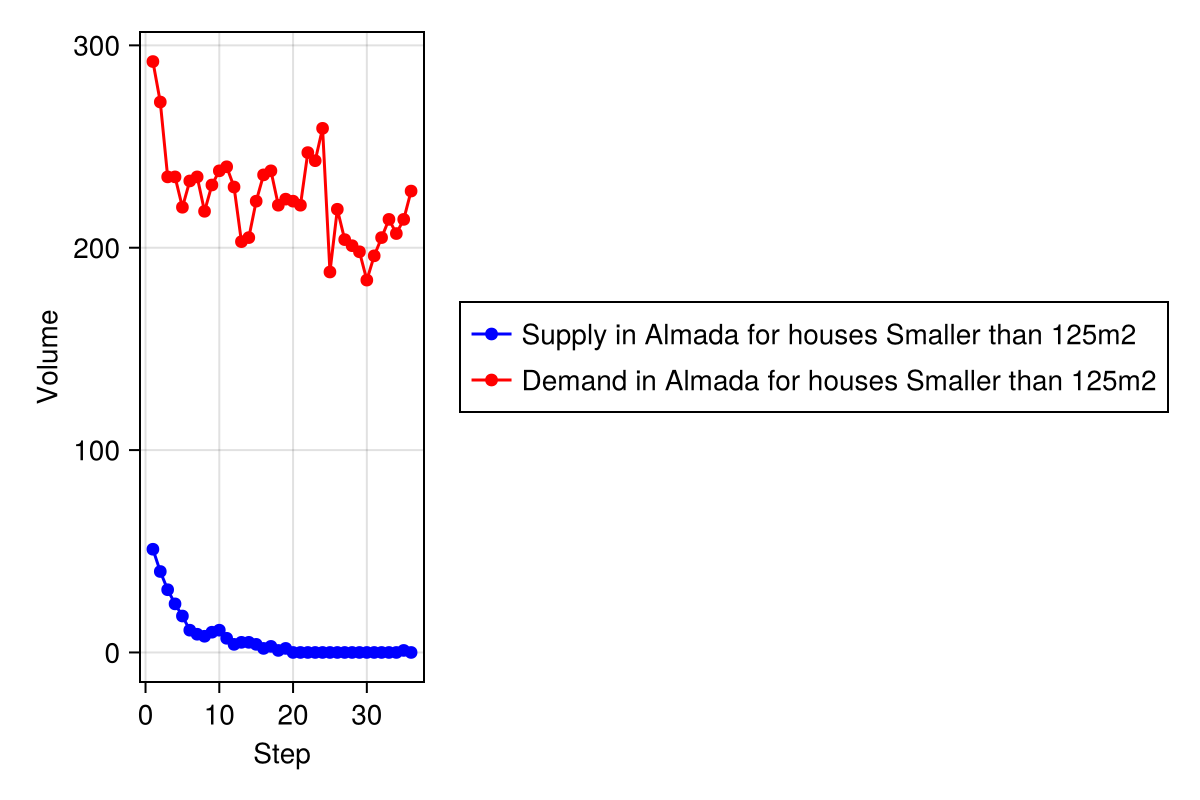 300
200
100
0
Volume
0 10 20 30
Step
Supply in Almada for houses Smaller than 125m2
Demand in Almada for houses Smaller than 125m2